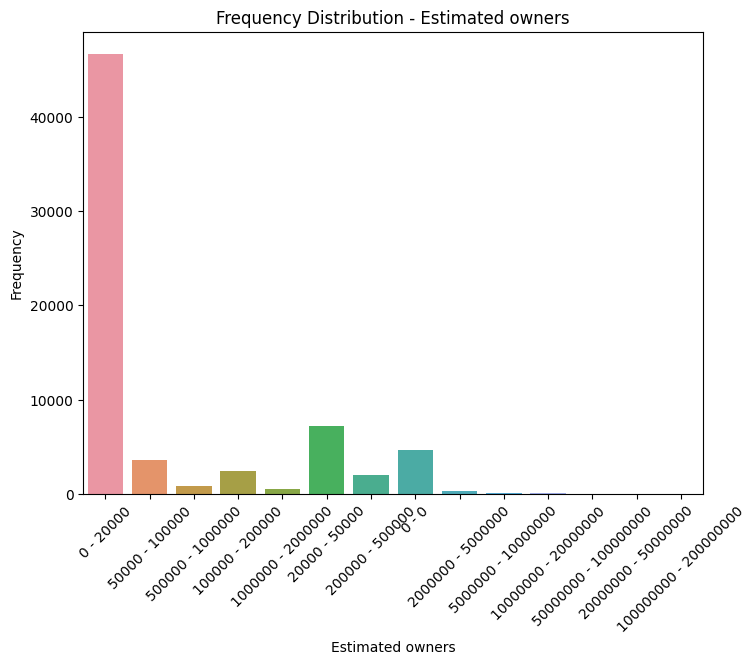 Frequency Distribution - Estimated owners
Frequency
40000
30000
20000
10000
0
0 - 20000
50000 - 100000
500000 - 1000000
100000 - 200000
1000000 - 2000000
20000 - 50000
200000 - 500000
0 - 0
2000000 - 5000000
5000000 - 10000000
10000000 - 20000000
50000000 - 100000000
20000000 - 50000000
100000000 - 200000000
Estimated owners